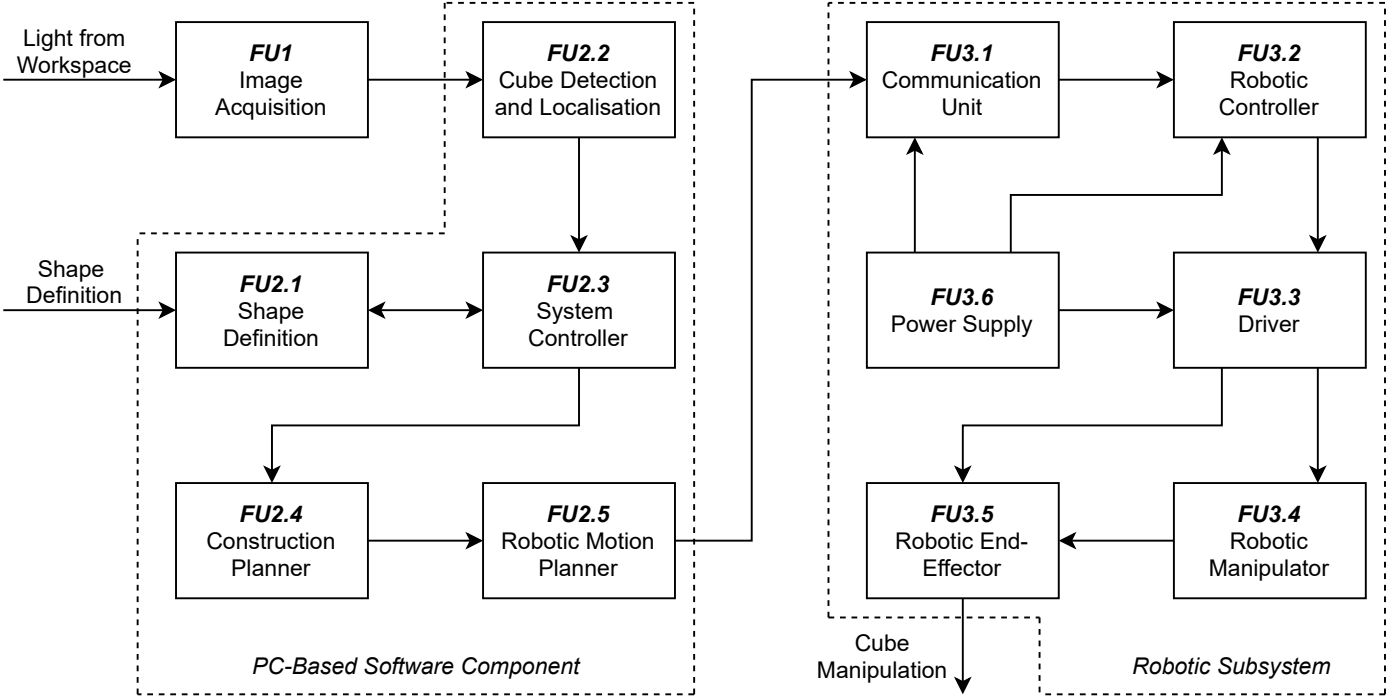 Light from
Workspace
FU1
Image
Acquisition
FU2.2
Cube Detection
and Localisation
Shape
Definition
FU2.1
Shape
Definition
FU2.3
System
Controller
FU2.4
Construction
Planner
FU2.5
Robotic Motion
Planner
PC-Based Software Component
FU3.1
Communication
Unit
FU3.2
Robotic
Controller
FU3.6
Power Supply
FU3.3
Driver
FU3.5
Robotic End-
Effector
FU3.4
Robotic
Manipulator
Cube
Manipulation
Robotic Subsystem